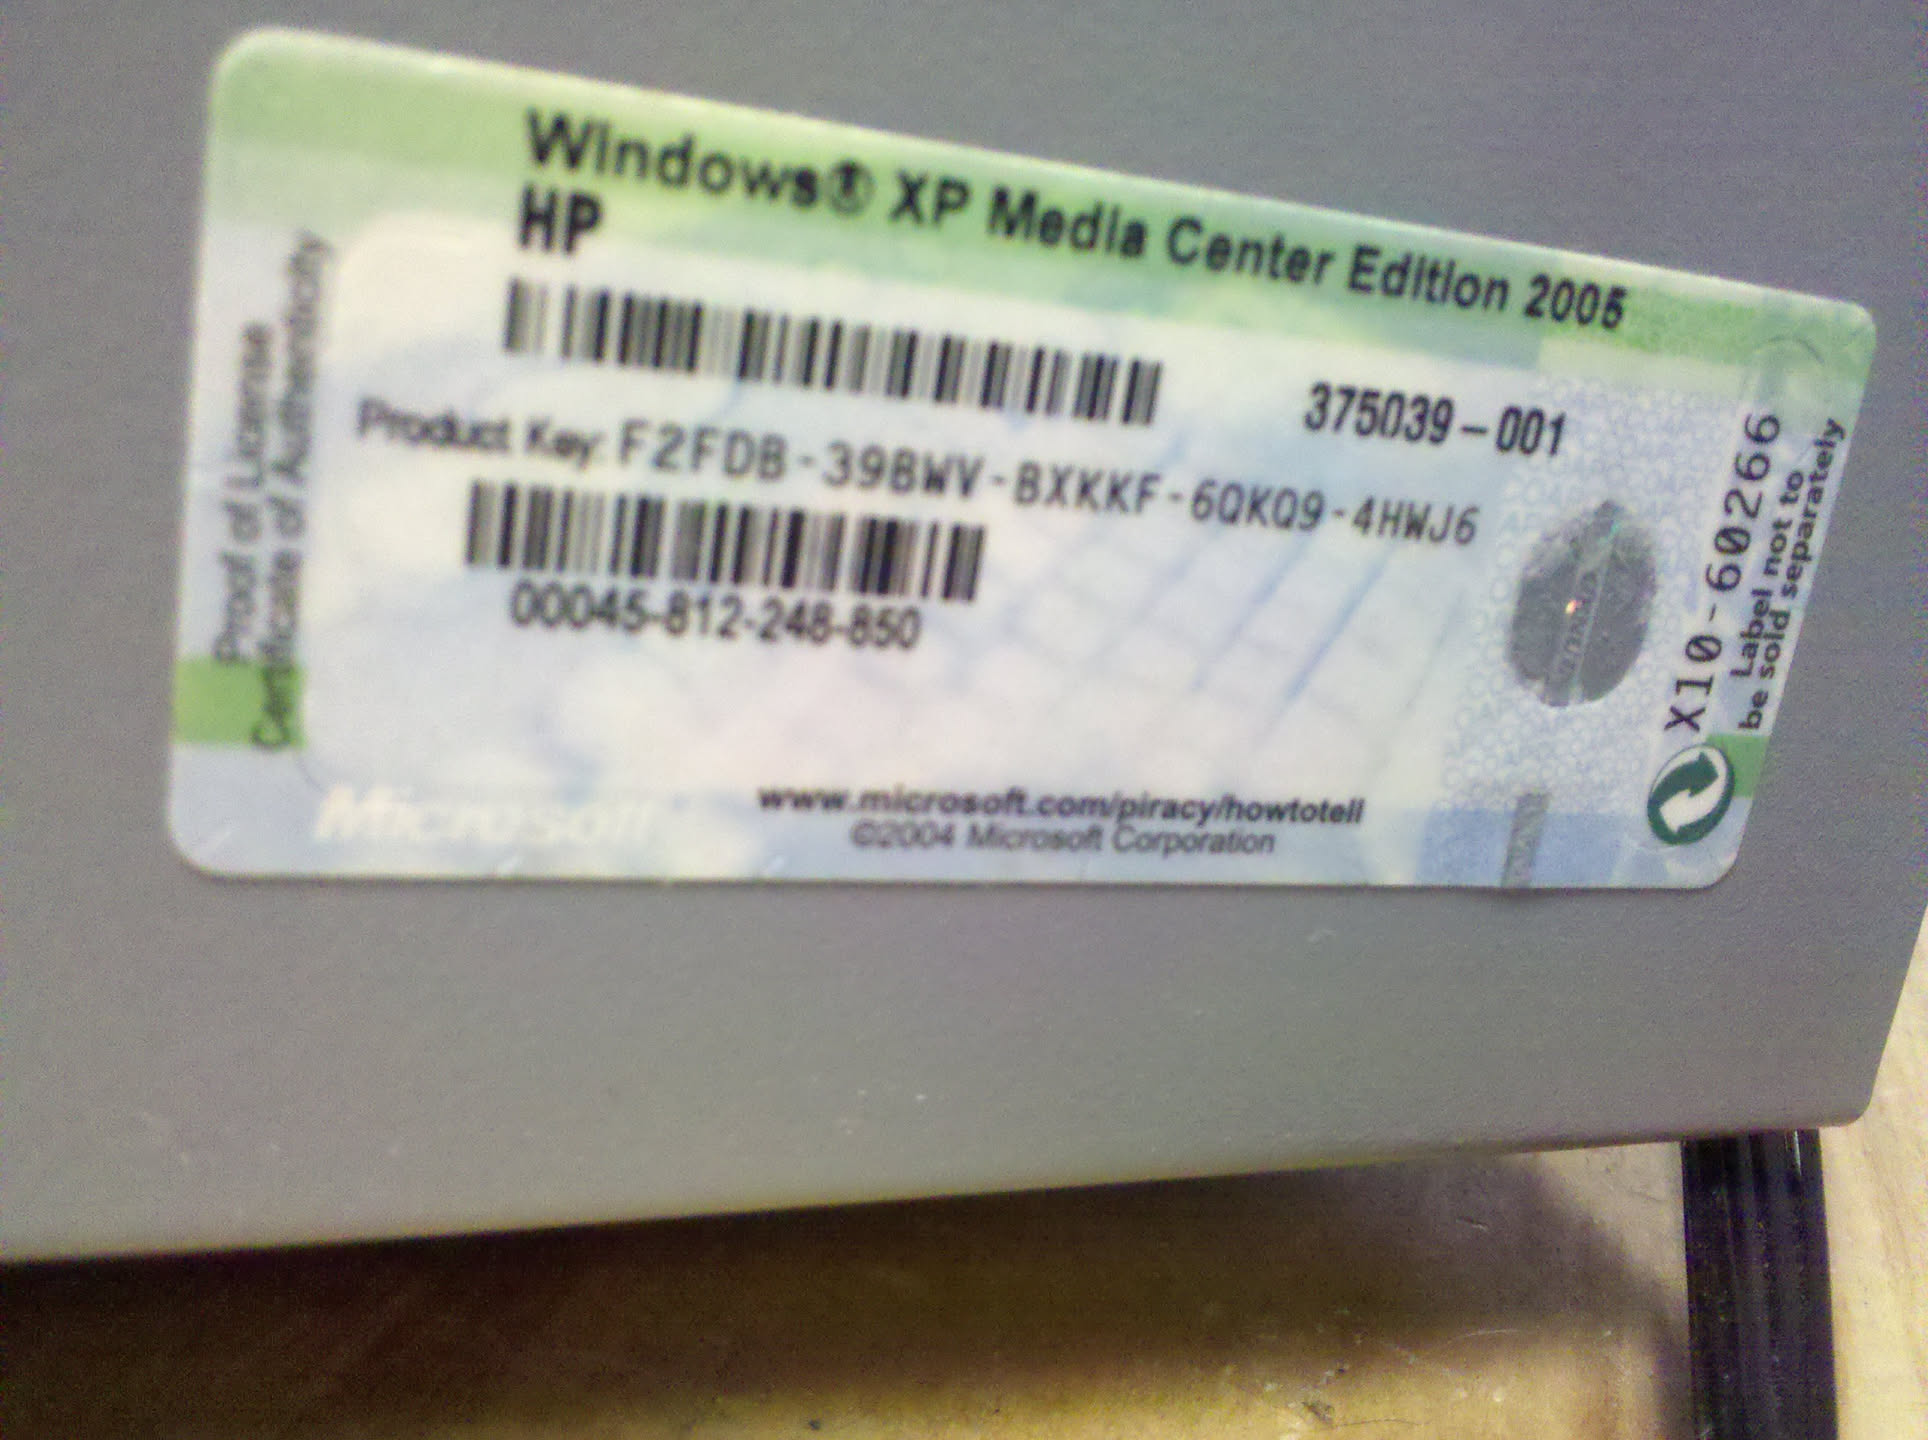 Windows® XP Media Center Edition 2005
HP
375039-001
Product Key: F2FDB-39BWV-BXKKF-6QKQ9-4HWJ6
00045-812-248-850
Proof of License
Certificate of Authenticity
X10-60266
Label not to
be sold separately
Microsoft
www.microsoft.com/piracy/howtotell
©2004 Microsoft Corporation